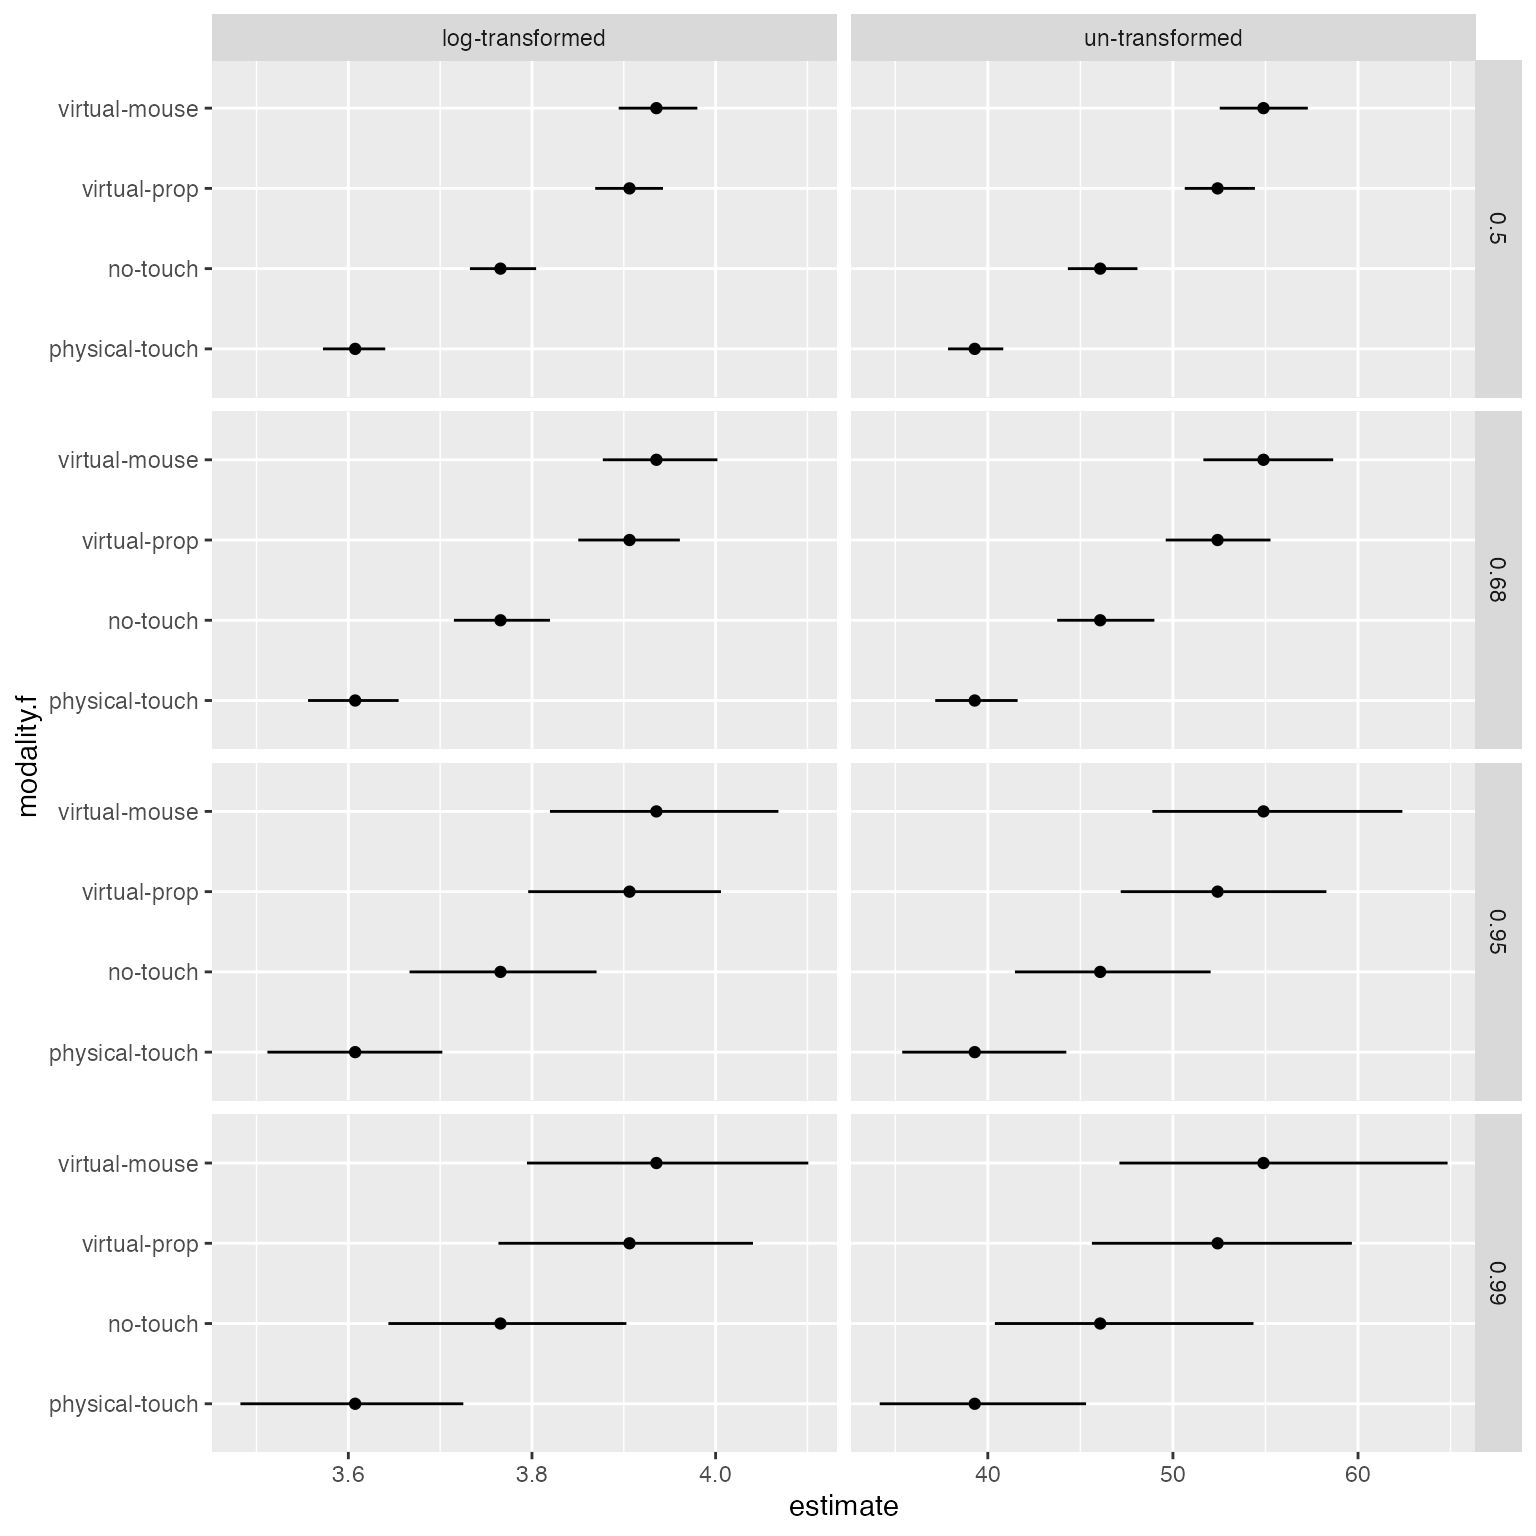 log-transformed
un-transformed
virtual-mouse
virtual-prop
no-touch
physical-touch
0.5
virtual-mouse
virtual-prop
no-touch
physical-touch
0.68
virtual-mouse
virtual-prop
no-touch
physical-touch
0.95
virtual-mouse
virtual-prop
no-touch
physical-touch
0.99
modality.f
3.6 3.8 4.0
40 50 60
estimate